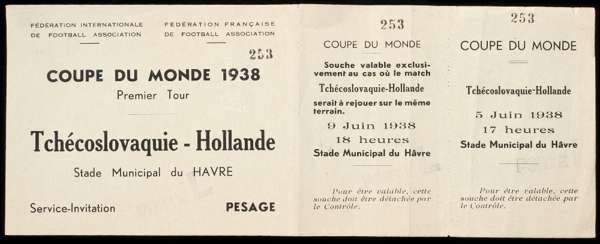 FÉDÉRATION INTERNATIONALE
DE FOOTBALL ASSOCIATION
FÉDÉRATION FRANÇAISE
DE FOOTBALL ASSOCIATION
253
COUPE DU MONDE 1938
Premier Tour
Tchécoslovaquie - Hollande
Stade Municipal du HAVRE
Service-Invitation
PESAGE
253
COUPE DU MONDE
Souche valable exclusi-
vement au cas où le match
Tchécoslovaquie-Hollande
serait à rejouer sur le même
terrain.
9 Juin 1938
18 heures
Stade Municipal du Hâvre
Pour être valable, cette
souche doit être détachée par
le Contrôle.
253
COUPE DU MONDE
Tchécoslovaquie-Hollande
5 Juin 1938
17 heures
Stade Municipal du Hâvre
Pour être valable, cette
souche doit être détachée par
le Contrôle.